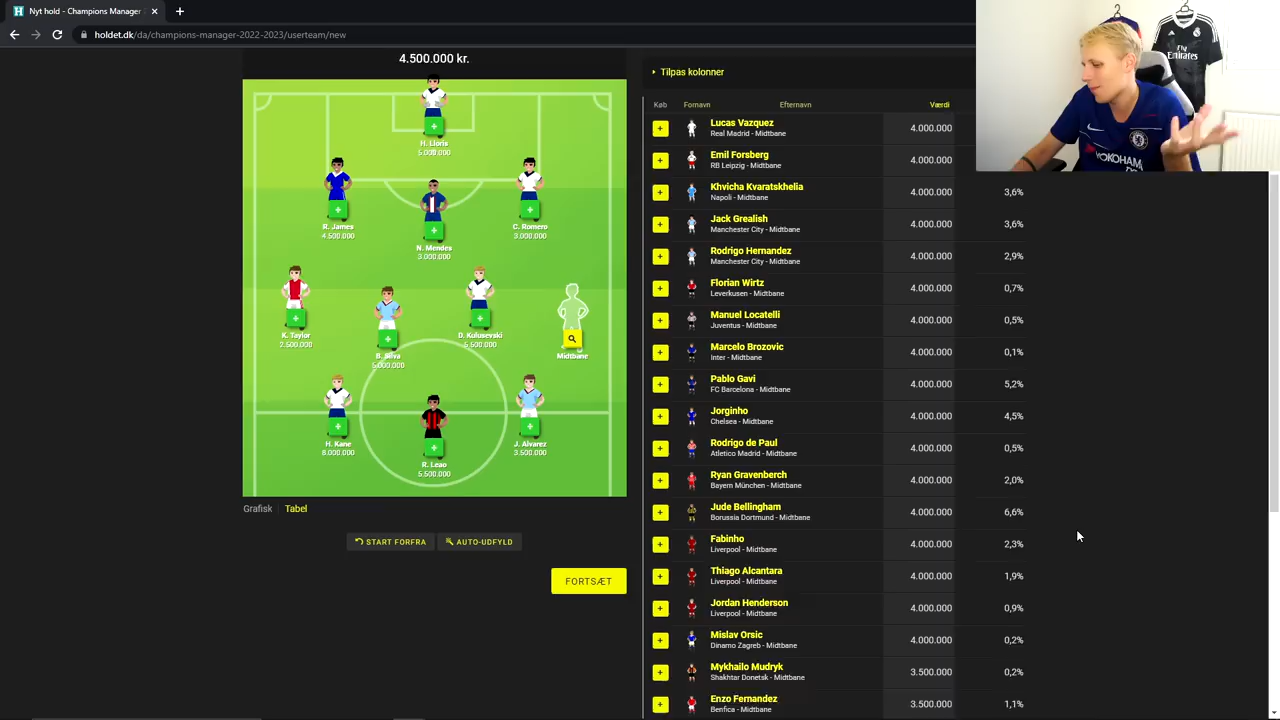 Nyt hold - Champions Manager
holdet.dk/da/champions-manager-2022-2023/userteam/new
4.500.000 kr.
H. Lloris
5.000.000
R. James
4.500.000
N. Mendes
3.000.000
C. Romero
3.000.000
K. Taylor
2.500.000
B. Silva
5.000.000
D. Kulusevski
5.500.000
Midtbane
H. Kane
8.000.000
R. Leao
5.500.000
J. Alvarez
3.500.000
Grafisk
Tabel
START FORFRA
AUTO-UDFYLD
FORTSÆT
Tilpas kolonner
Køb Fornavn Efternavn Værdi
Lucas Vazquez 4.000.000
Real Madrid - Midtbane
Emil Forsberg 4.000.000
RB Leipzig - Midtbane
Khvicha Kvaratskhelia 4.000.000 3,6%
Napoli - Midtbane
Jack Grealish 4.000.000 3,6%
Manchester City - Midtbane
Rodrigo Hernandez 4.000.000 2,9%
Manchester City - Midtbane
Florian Wirtz 4.000.000 0,7%
Leverkusen - Midtbane
Manuel Locatelli 4.000.000 0,5%
Juventus - Midtbane
Marcelo Brozovic 4.000.000 0,1%
Inter - Midtbane
Pablo Gavi 4.000.000 5,2%
FC Barcelona - Midtbane
Jorginho 4.000.000 4,5%
Chelsea - Midtbane
Rodrigo de Paul 4.000.000 0,5%
Atletico Madrid - Midtbane
Ryan Gravenberch 4.000.000 2,0%
Bayern München - Midtbane
Jude Bellingham 4.000.000 6,6%
Borussia Dortmund - Midtbane
Fabinho 4.000.000 2,3%
Liverpool - Midtbane
Thiago Alcantara 4.000.000 1,9%
Liverpool - Midtbane
Jordan Henderson 4.000.000 0,9%
Liverpool - Midtbane
Mislav Orsic 4.000.000 0,2%
Dinamo Zagreb - Midtbane
Mykhailo Mudryk 3.500.000 0,2%
Shakhtar Donetsk - Midtbane
Enzo Fernandez 3.500.000 1,1%
Benfica - Midtbane
Fly
Emirates
YOKOHAMA